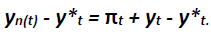 yn(t) - y*t = πt + yt - y*t.